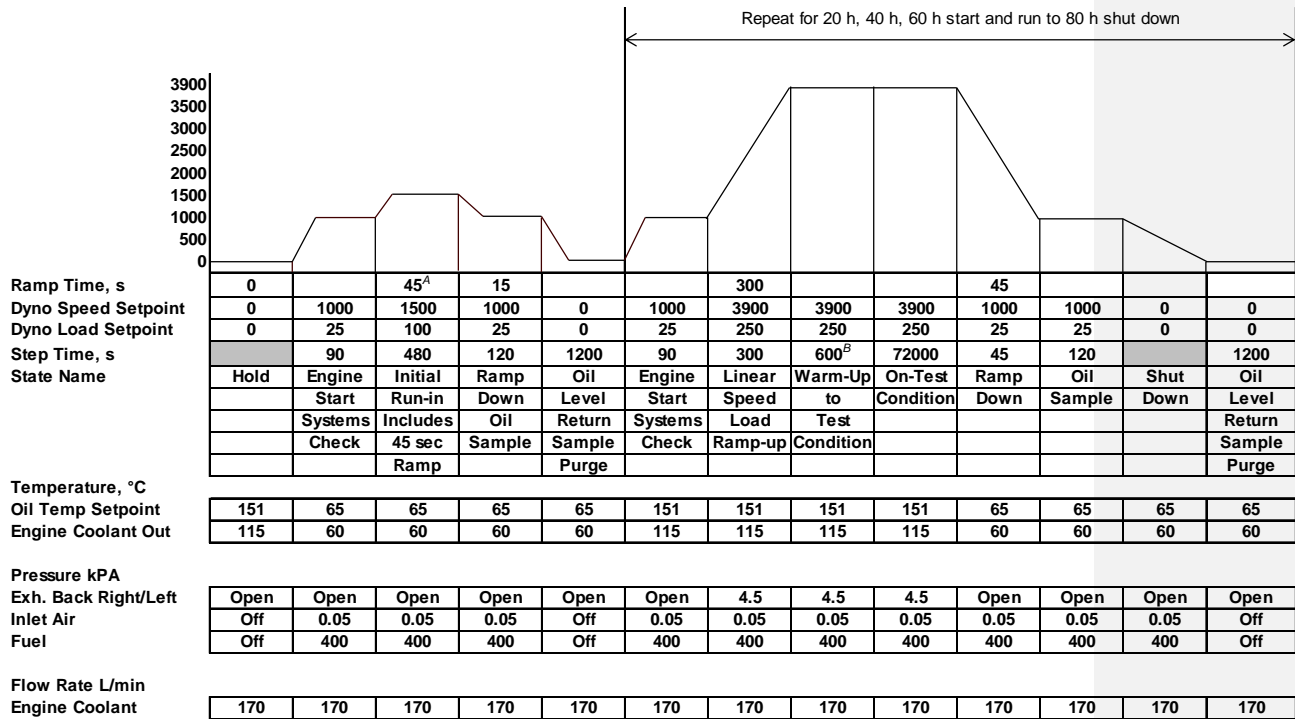 Repeat for 20 h, 40 h, 60 h start and run to 80 h shut down
3900
3500
3000
2500
2000
1500
1000
500
0
Ramp Time, s 0 45A 15 300 45
Dyno Speed Setpoint 0 1000 1500 1000 0 1000 3900 3900 3900 1000 1000 0 0
Dyno Load Setpoint 0 25 100 25 0 25 250 250 250 25 25 0 0
Step Time, s 90 480 120 1200 90 300 600B 72000 45 120 1200
State Name Hold Engine Initial Ramp Oil Engine Linear Warm-Up On-Test Ramp Oil Shut Oil
Start Run-in Down Level Start Speed to Condition Down Sample Down Level
Systems Includes Oil Return Systems Load Test Return
Check 45 sec Sample Sample Check Ramp-up Condition Sample
Ramp Purge Purge
Temperature, °C
Oil Temp Setpoint 151 65 65 65 65 151 151 151 151 65 65 65 65
Engine Coolant Out 115 60 60 60 60 115 115 115 115 60 60 60 60
Pressure kPA
Exh. Back Right/Left Open Open Open Open Open Open 4.5 4.5 4.5 Open Open Open Open
Inlet Air Off 0.05 0.05 0.05 Off 0.05 0.05 0.05 0.05 0.05 0.05 0.05 Off
Fuel Off 400 400 400 Off 400 400 400 400 400 400 400 Off
Flow Rate L/min
Engine Coolant 170 170 170 170 170 170 170 170 170 170 170 170 170